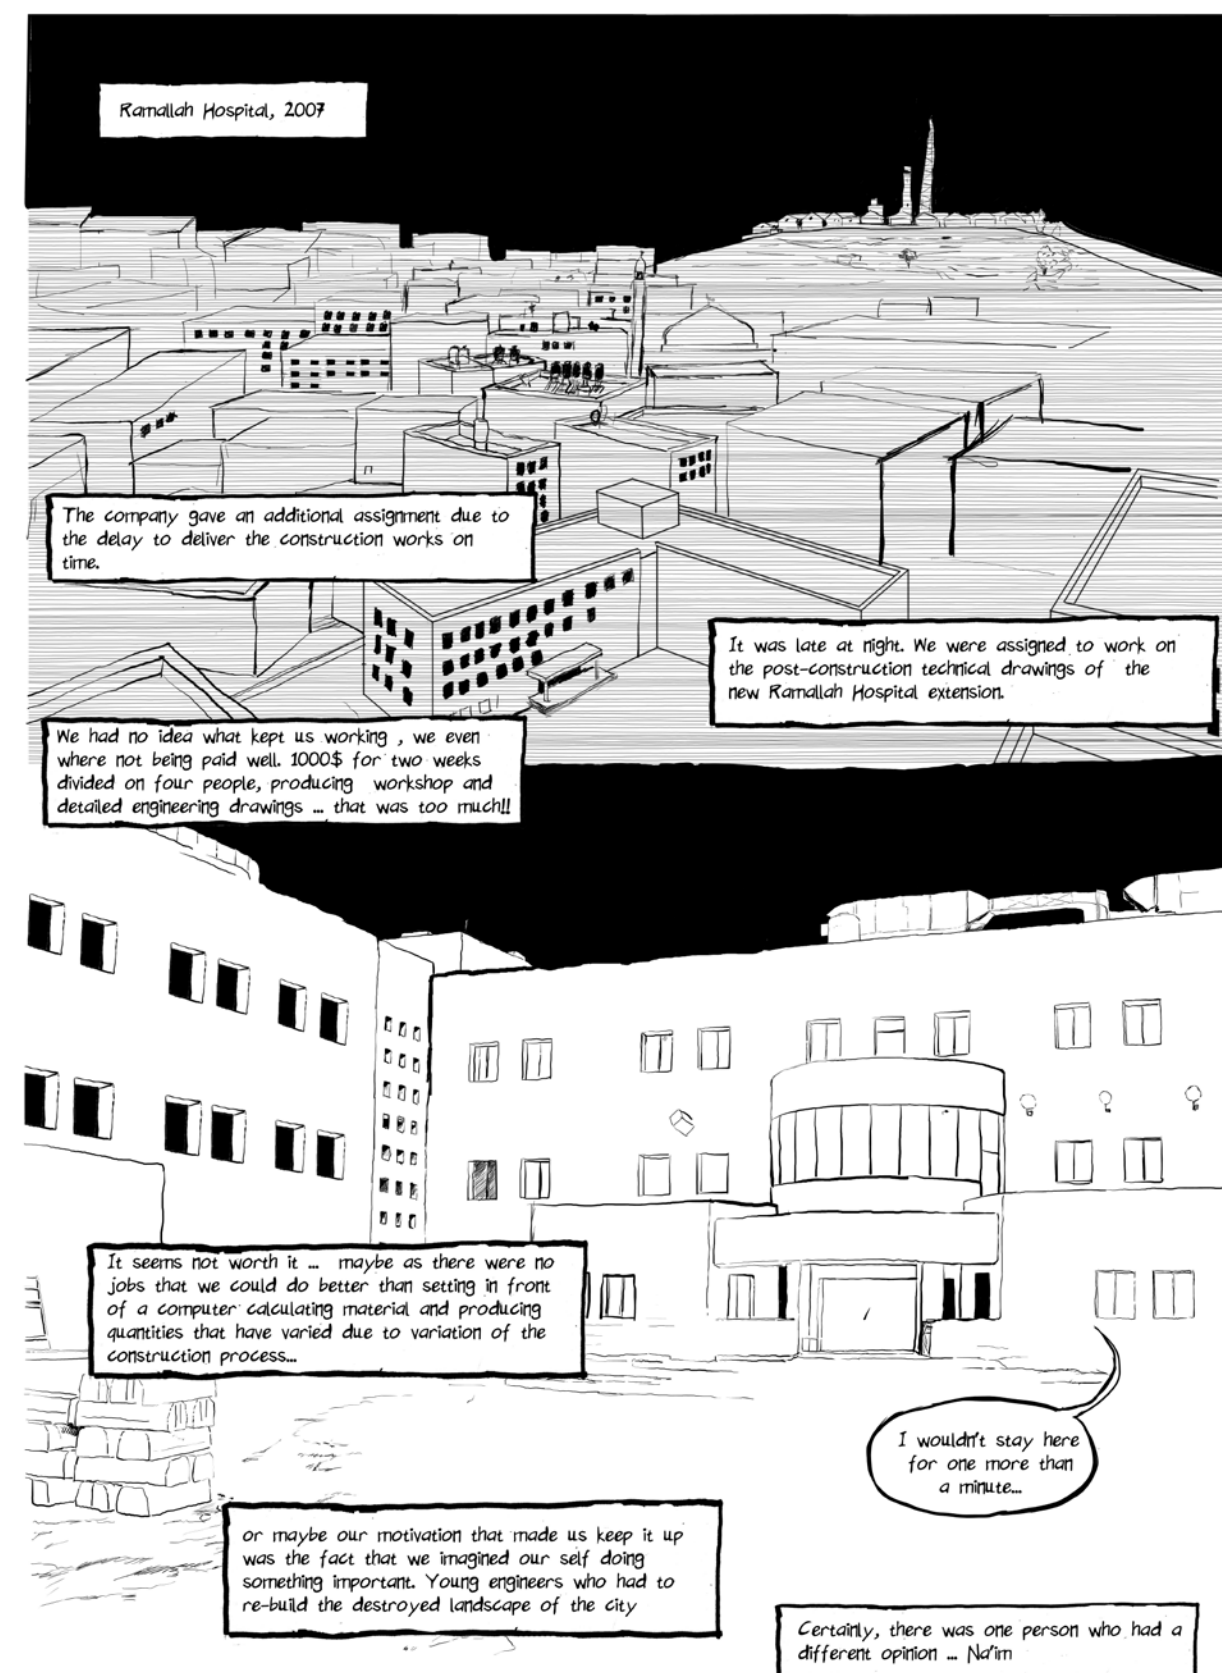 Ramallah Hospital, 2007
The company gave an additional assignment due to
the delay to deliver the construction works on
time.
It was late at night. We were assigned to work on
the post-construction technical drawings of the
new Ramallah Hospital extension.
We had no idea what kept us working , we even
where not being paid well. 1000$ for two weeks
divided on four people, producing workshop and
detailed engineering drawings ... that was too much!!
It seems not worth it ... maybe as there were no
jobs that we could do better than setting in front
of a computer calculating material and producing
quantities that have varied due to variation of the
construction process...
I wouldn't stay here
for one more than
a minute...
or maybe our motivation that made us keep it up
was the fact that we imagined our self doing
something important. Young engineers who had to
re-build the destroyed landscape of the city
Certainly, there was one person who had a
different opinion ... Na'im